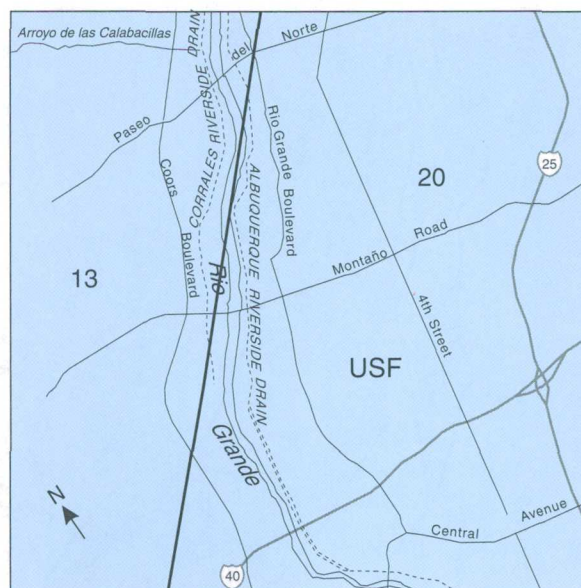 Arroyo de las Calabacillas
Paseo del Norte
CORRALES RIVERSIDE DRAIN
Coors Boulevard
Rio Grande Boulevard
ALBUQUERQUE RIVERSIDE DRAIN
25
20
13
Montaño Road
4th Street
Rio Grande
USF
N
Central Avenue
40